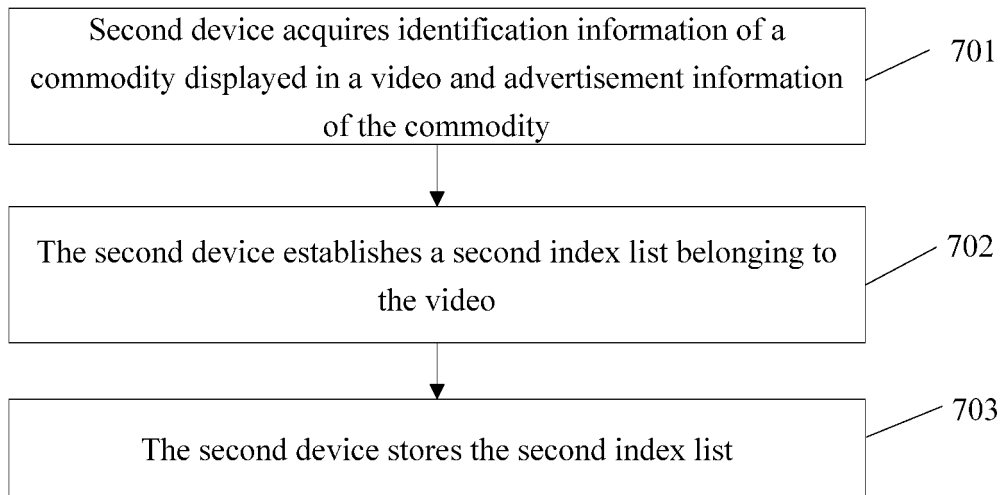 Second device acquires identification information of a
commodity displayed in a video and advertisement information
of the commodity
701
The second device establishes a second index list belonging to
the video
702
The second device stores the second index list
703